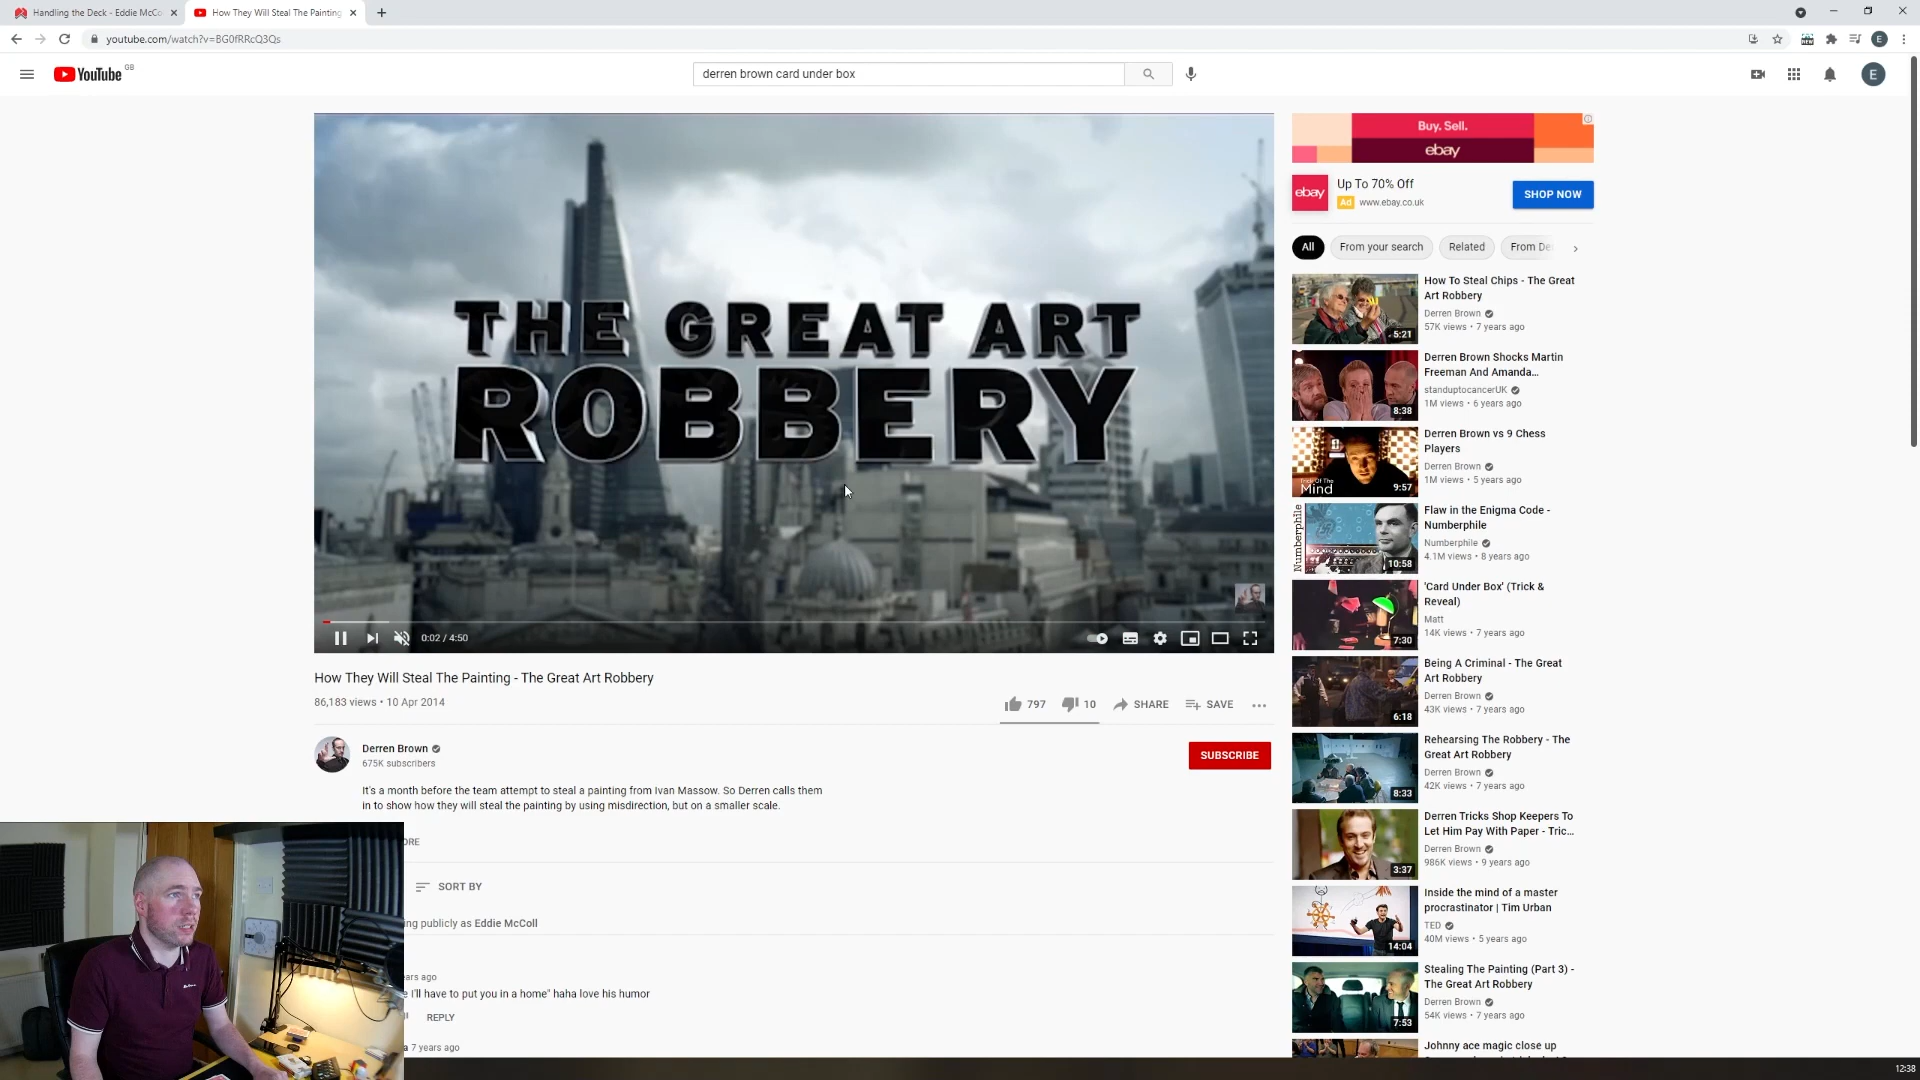 Handling the Deck - Eddie McCo
How They Will Steal The Painting
youtube.com/watch?v=BG0fRRcQ3Qs
E
YouTube GB
derren brown card under box
E
THE GREAT ART
ROBBERY
0:02 / 4:50
How They Will Steal The Painting - The Great Art Robbery
86,183 views • 10 Apr 2014
797
10
SHARE
SAVE
Derren Brown
675K subscribers
SUBSCRIBE
It's a month before the team attempt to steal a painting from Ivan Massow. So Derren calls them
in to show how they will steal the painting by using misdirection, but on a smaller scale.
ORE
SORT BY
ng publicly as Eddie McColl
ears ago
e I'll have to put you in a home" haha love his humor
REPLY
a 7 years ago
Buy. Sell.
ebay
ebay
Up To 70% Off
Ad www.ebay.co.uk
SHOP NOW
All
From your search
Related
From De
How To Steal Chips - The Great
Art Robbery
Derren Brown
57K views • 7 years ago
5:21
Derren Brown Shocks Martin
Freeman And Amanda...
standuptocancerUK
1M views • 6 years ago
8:38
Derren Brown vs 9 Chess
Players
Derren Brown
1M views • 5 years ago
Trick Of The
Mind
9:57
Flaw in the Enigma Code -
Numberphile
Numberphile
4.1M views • 8 years ago
Numberphile
10:58
'Card Under Box' (Trick &
Reveal)
Matt
14K views • 7 years ago
7:30
Being A Criminal - The Great
Art Robbery
Derren Brown
43K views • 7 years ago
6:18
Rehearsing The Robbery - The
Great Art Robbery
Derren Brown
42K views • 7 years ago
8:33
Derren Tricks Shop Keepers To
Let Him Pay With Paper - Tric...
Derren Brown
986K views • 9 years ago
3:37
Inside the mind of a master
procrastinator | Tim Urban
TED
40M views • 5 years ago
14:04
Stealing The Painting (Part 3) -
The Great Art Robbery
Derren Brown
54K views • 7 years ago
7:53
Johnny ace magic close up
12:38